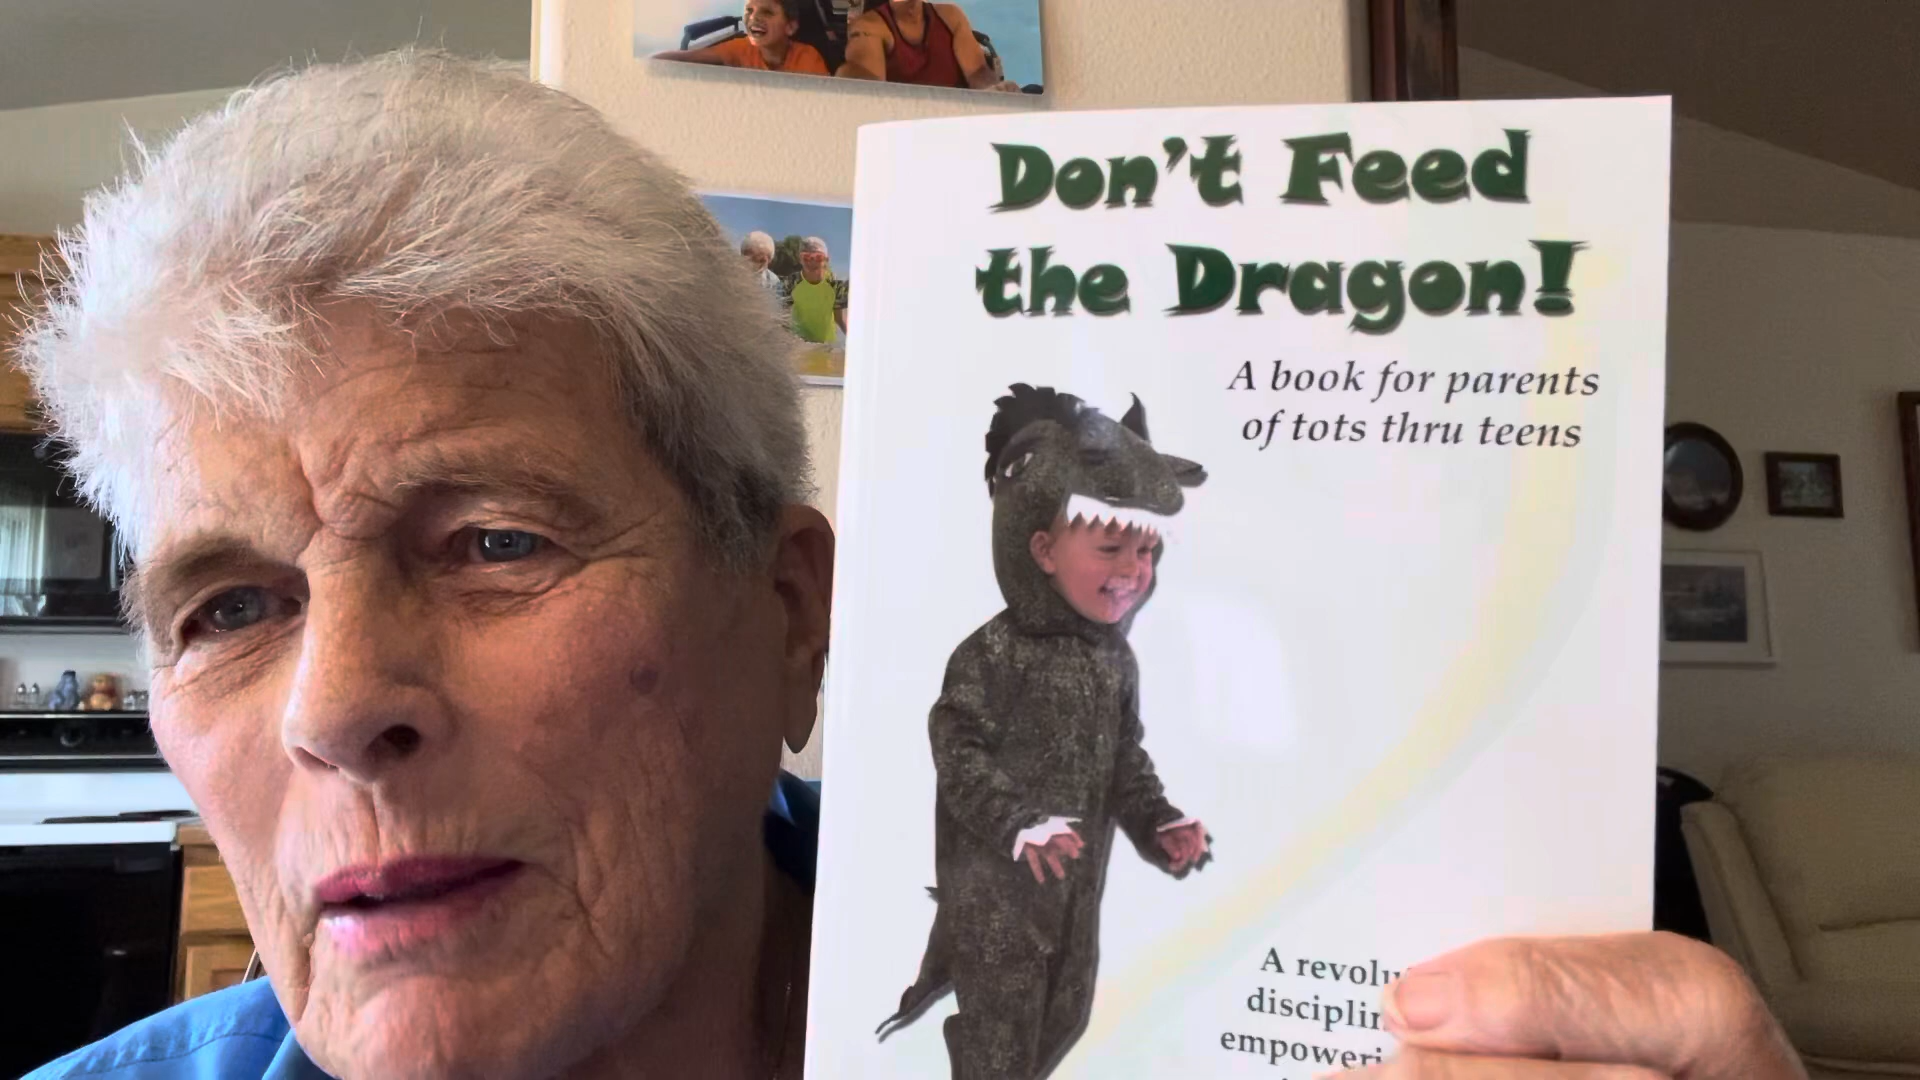 Don't Feed
the Dragon!
A book for parents
of tots thru teens
A